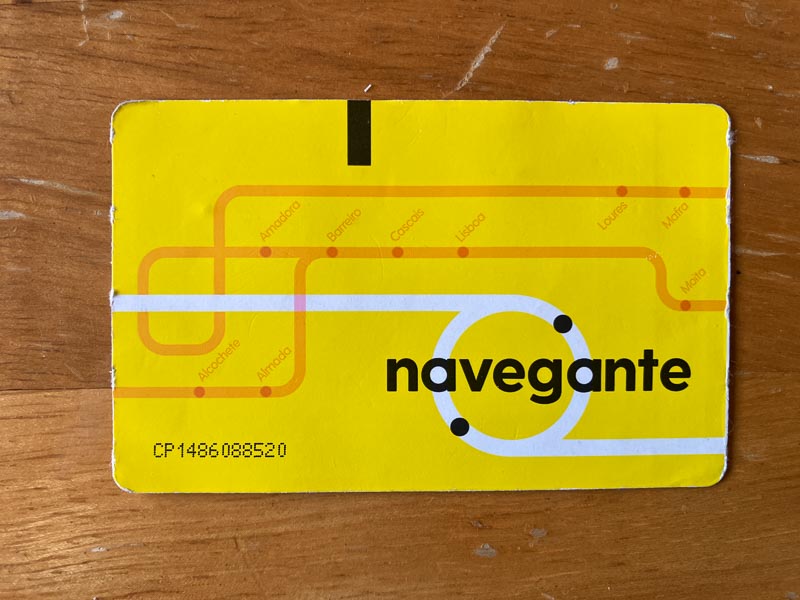 Amadora
Barreiro
Cascais
Lisboa
Loures
Mafra
Moita
Alcochete
Almada
navegante
CP1486088520